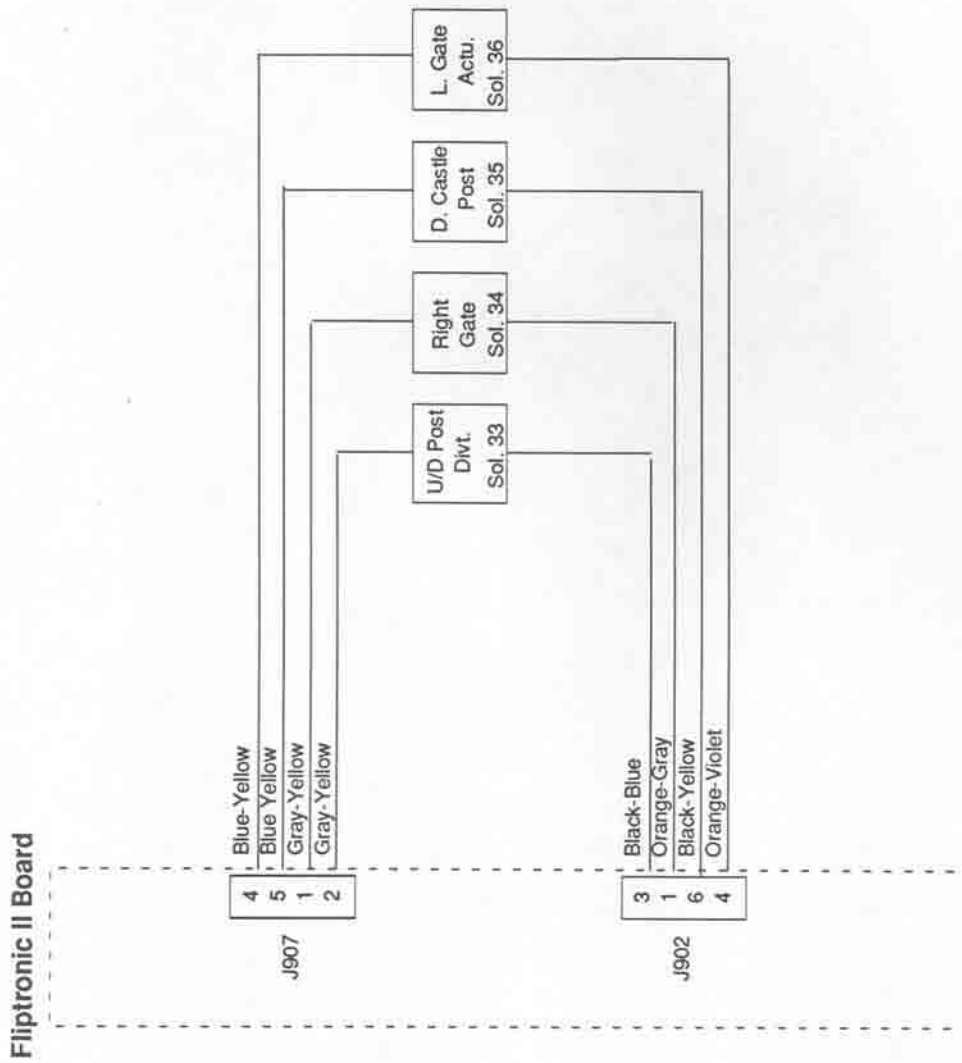 Fliptronic II Board
J907
4
5
1
2
Blue-Yellow
Blue Yellow
Gray-Yellow
Gray-Yellow
J902
3
1
6
4
Black-Blue
Orange-Gray
Black-Yellow
Orange-Violet
U/D Post
Divt.
Sol. 33
Right
Gate
Sol. 34
D. Castle
Post
Sol. 35
L. Gate
Actu.
Sol. 36